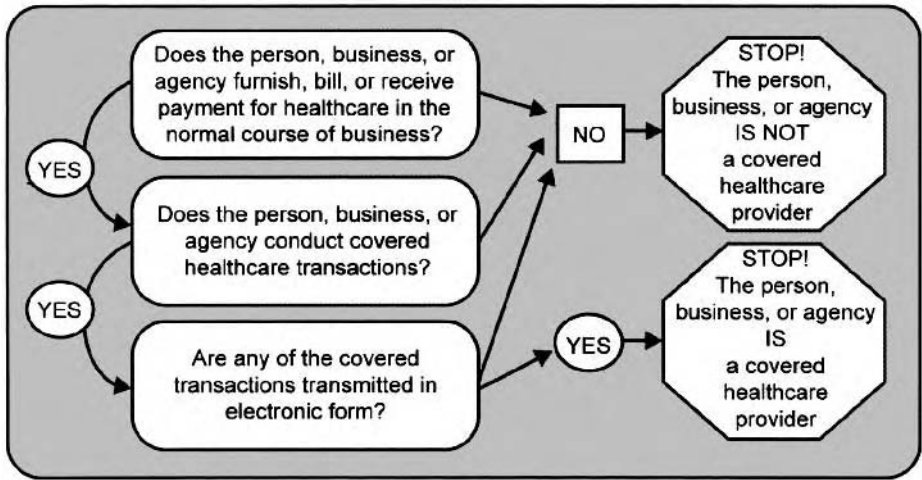 Does the person, business, or
agency furnish, bill, or receive
payment for healthcare in the
normal course of business?
YES
NO
STOP!
The person,
business, or agency
IS NOT
a covered
healthcare
provider
Does the person, business, or
agency conduct covered
healthcare transactions?
YES
Are any of the covered
transactions transmitted in
electronic form?
YES
STOP!
The person,
business, or agency
IS
a covered
healthcare
provider